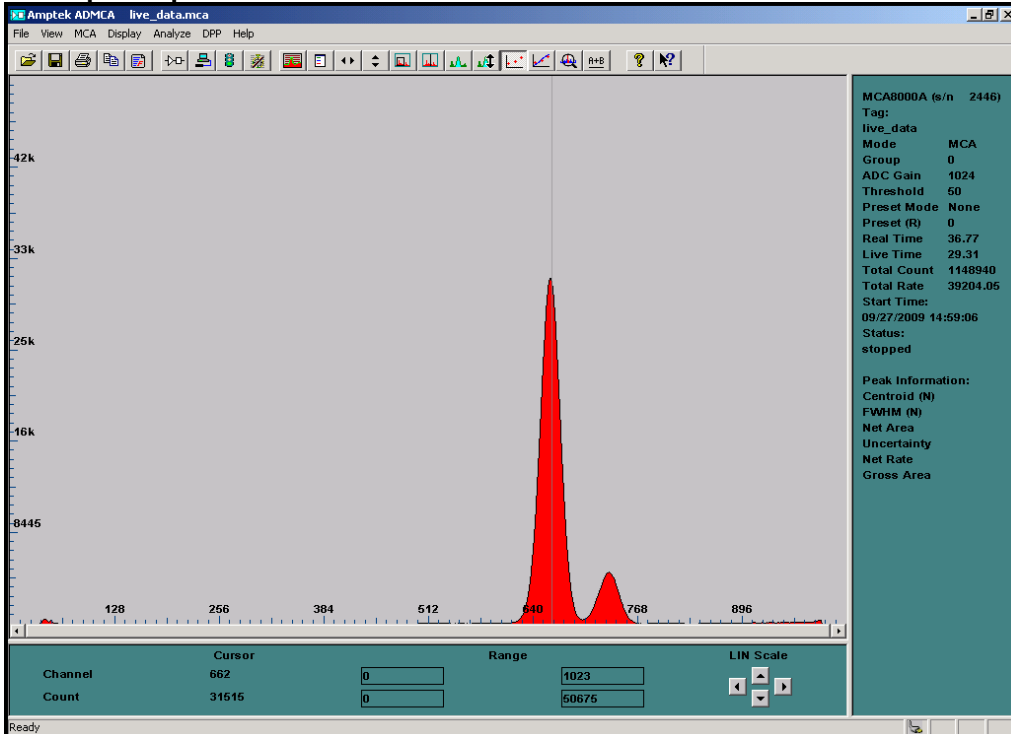 Amptek ADMCA live_data.mca
File View MCA Display Analyze DPP Help
A+B
42k
33k
25k
16k
8445
128 256 384 512 640 768 896
MCA8000A (s/n 2446)
Tag:
live_data
Mode MCA
Group 0
ADC Gain 1024
Threshold 50
Preset Mode None
Preset (R) 0
Real Time 36.77
Live Time 29.31
Total Count 1148940
Total Rate 39204.05
Start Time:
09/27/2009 14:59:06
Status:
stopped
Peak Information:
Centroid (N)
FWHM (N)
Net Area
Uncertainty
Net Rate
Gross Area
Cursor Range LIN Scale
Channel 662 0 1023
Count 31515 0 50675
Ready